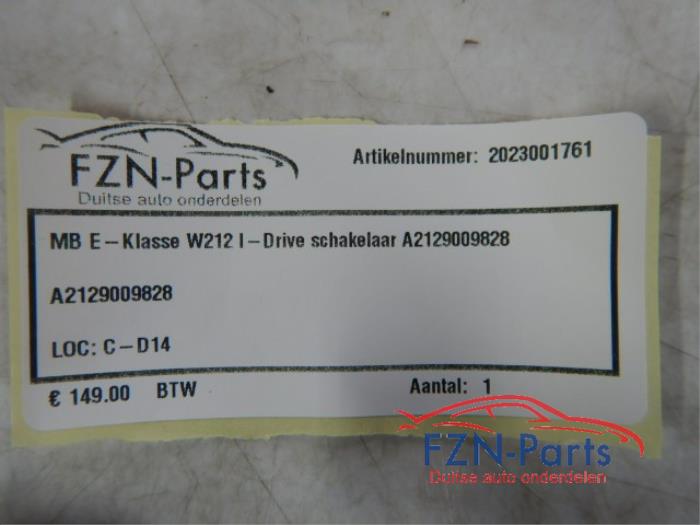 FZN-Parts
Duitse auto onderdelen
Artikelnummer: 2023001761
MB E-Klasse W212 I-Drive schakelaar A2129009828
A2129009828
LOC: C-D14
€ 149.00 BTW
Aantal: 1
FZN-Parts
Duitse auto onderdelen